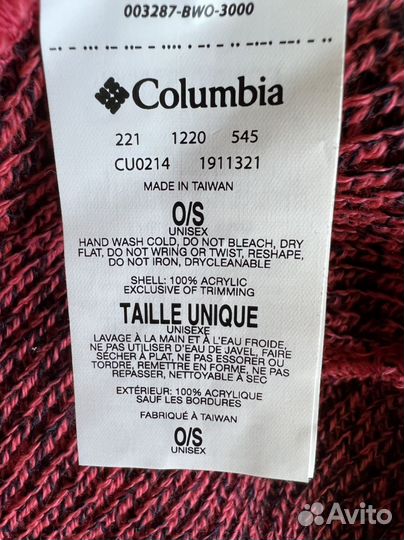 003287-BWO-3000
Columbia
221 1220 545
CU0214 1911321
MADE IN TAIWAN
O/S
UNISEX
HAND WASH COLD, DO NOT BLEACH, DRY
FLAT, DO NOT WRING OR TWIST, RESHAPE,
DO NOT IRON, DRYCLEANABLE
SHELL: 100% ACRYLIC
EXCLUSIVE OF TRIMMING
TAILLE UNIQUE
UNISEXE
LAVAGE À LA MAIN ET À L'EAU FROIDE,
NE PAS UTILISER D'EAU DE JAVEL, FAIRE
SÉCHER À PLAT, NE PAS ESSORER OU
TORDRE, REMETTRE EN FORME, NE PAS
REPASSER, NETTOYABLE À SEC
EXTÉRIEUR: 100% ACRYLIQUE
SAUF LES BORDURES
FABRIQUÉ À TAIWAN
O/S
UNISEX
Avito